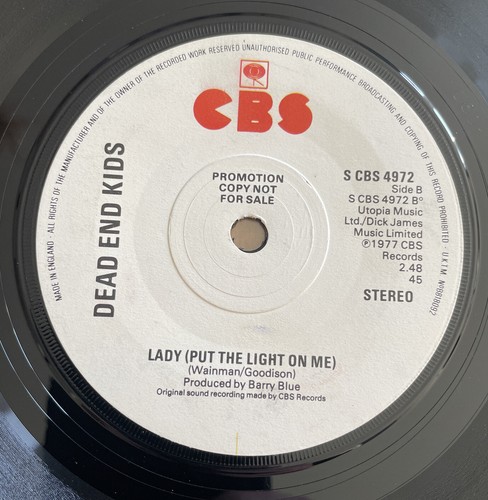 MADE IN ENGLAND · ALL RIGHTS OF THE MANUFACTURER AND OF THE OWNER OF THE RECORDED WORK RESERVED UNAUTHORISED PUBLIC PERFORMANCE BROADCASTING AND COPYING OF THIS RECORD PROHIBITED · U.K.T.M. Nº9818092
CBS
DEAD END KIDS
PROMOTION
COPY NOT
FOR SALE
S CBS 4972
Side B
S CBS 4972 B°
Utopia Music
Ltd./Dick James
Music Limited
℗1977 CBS
Records
2.48
45
STEREO
LADY (PUT THE LIGHT ON ME)
(Wainman/Goodison)
Produced by Barry Blue
Original sound recording made by CBS Records